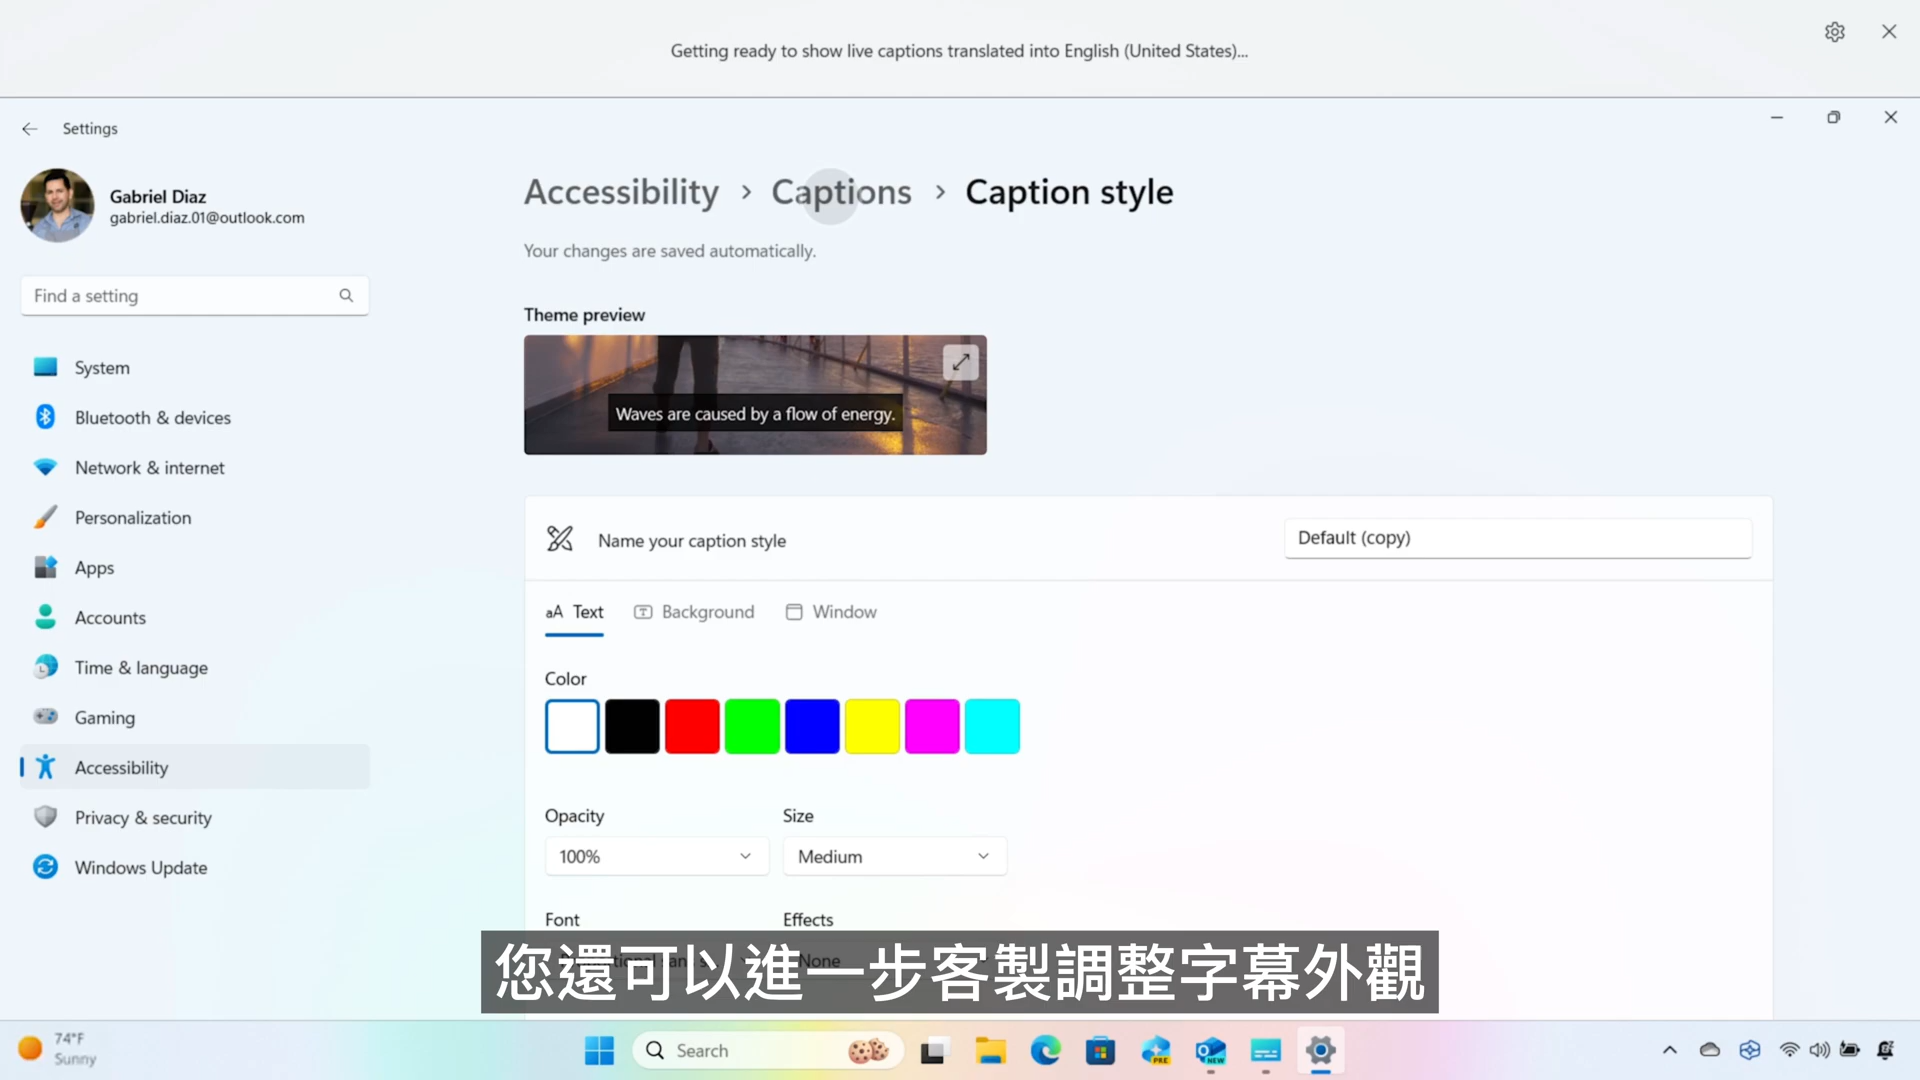 Getting ready to show live captions translated into English (United States)...
Settings
Gabriel Diaz
gabriel.diaz.01@outlook.com
Find a setting
System
Bluetooth & devices
Network & internet
Personalization
Apps
Accounts
Time & language
Gaming
Accessibility
Privacy & security
Windows Update
Accessibility > Captions > Caption style
Your changes are saved automatically.
Theme preview
Waves are caused by a flow of energy.
Name your caption style
Default (copy)
aA Text
Background
Window
Color
Opacity
Size
100%
Medium
Font
Effects
None
您還可以進一步客製調整字幕外觀
74°F
Sunny
Search
PRE
NEW